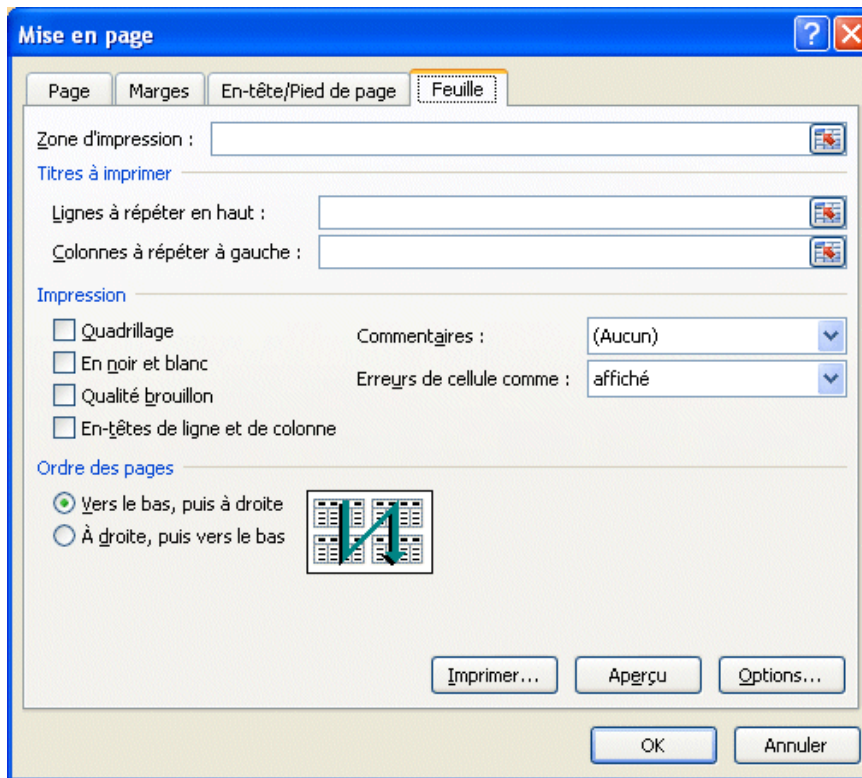 Mise en page
Page Marges En-tête/Pied de page Feuille
Zone d'impression :
Titres à imprimer
Lignes à répéter en haut :
Colonnes à répéter à gauche :
Impression
Quadrillage
En noir et blanc
Qualité brouillon
En-têtes de ligne et de colonne
Commentaires : (Aucun)
Erreurs de cellule comme : affiché
Ordre des pages
Vers le bas, puis à droite
À droite, puis vers le bas
Imprimer... Aperçu Options...
OK Annuler